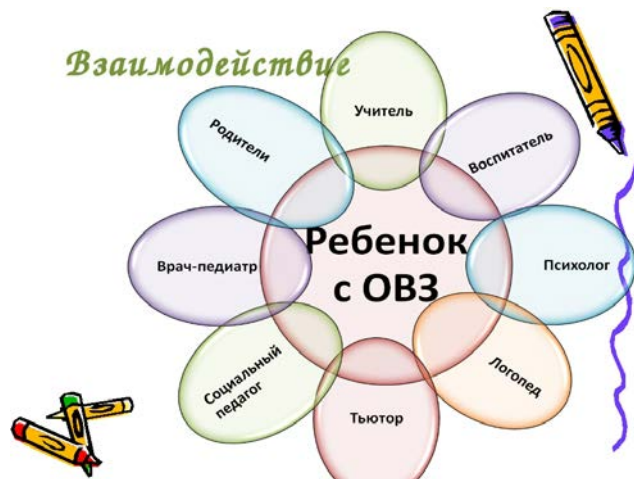 Взаимодействие
Учитель
Родители
Воспитатель
Ребенок
с ОВЗ
Врач-педиатр
Психолог
Социальный
педагог
Логопед
Тьютор